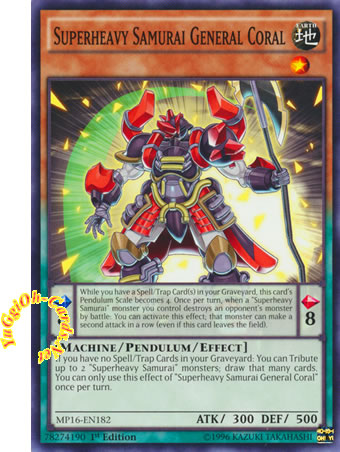 SUPERHEAVY SAMURAI GENERAL CORAL
EARTH
地
While you have a Spell/Trap Card(s) in your Graveyard, this card's
Pendulum Scale becomes 4. Once per turn, when a "Superheavy
Samurai" monster you control destroys an opponent's monster
by battle: You can activate this effect; that monster can make a
second attack in a row (even if this card leaves the field).
8
YuGgiOh-Cards.Net
[MACHINE/PENDULUM/EFFECT]
If you have no Spell/Trap Cards in your Graveyard: You can Tribute
up to 2 "Superheavy Samurai" monsters; draw that many cards.
You can only use this effect of "Superheavy Samurai General Coral"
once per turn.
MP16-EN182
ATK/ 300 DEF/ 500
78274190 1st Edition
©1996 KAZUKI TAKAHASHI